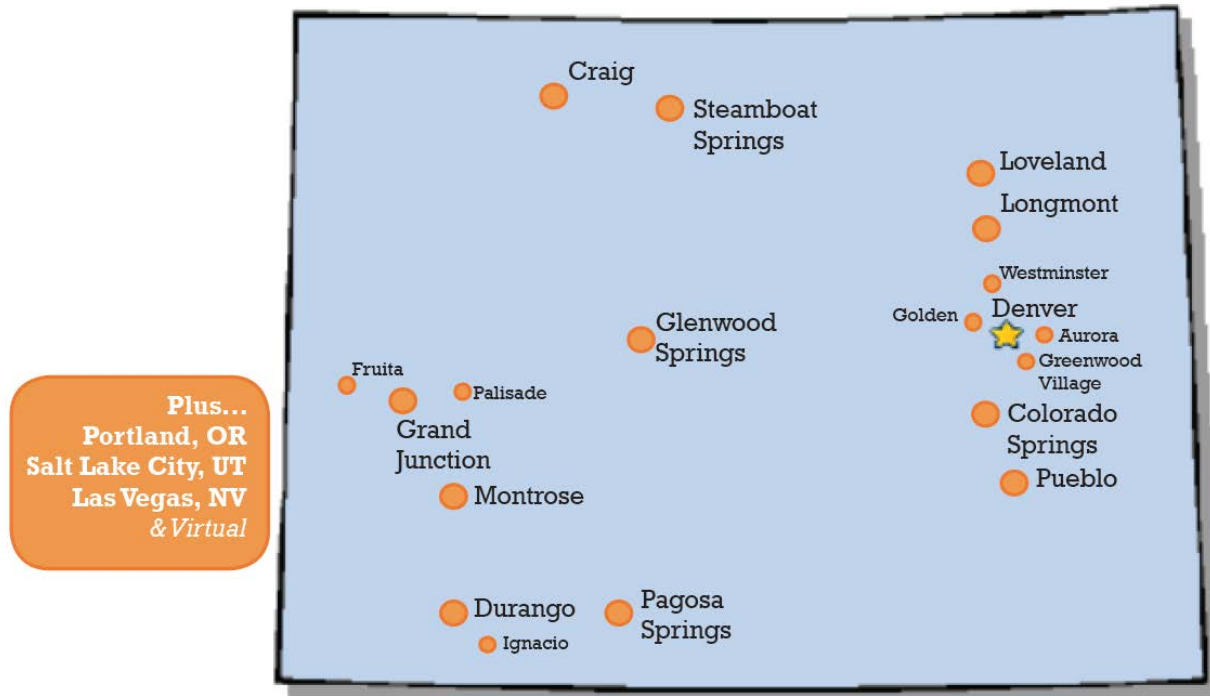 Craig
Steamboat
Springs
Loveland
Longmont
Westminster
Golden
Denver
Aurora
Greenwood
Village
Glenwood
Springs
Fruita
Palisade
Grand
Junction
Colorado
Springs
Pueblo
Montrose
Durango
Ignacio
Pagosa
Springs
Plus...
Portland, OR
Salt Lake City, UT
Las Vegas, NV
& Virtual